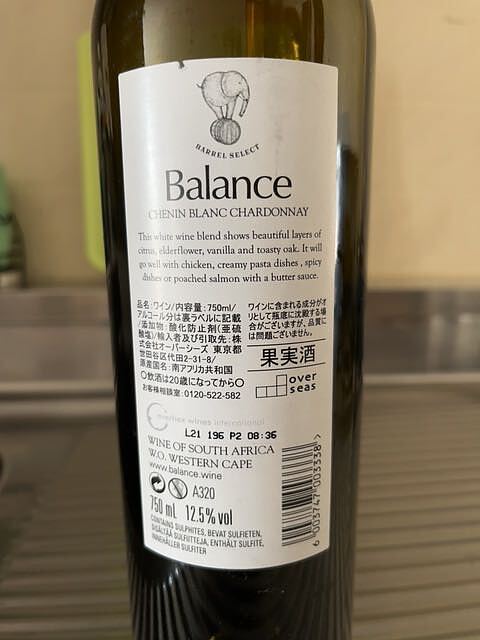 BARREL SELECT
Balance
CHENIN BLANC CHARDONNAY
This white wine blend shows beautiful layers of
citrus, elderflower, vanilla and toasty oak. It will
go well with chicken, creamy pasta dishes , spicy
dishes or poached salmon with a butter sauce.
品名:ワイン/内容量:750ml/
アルコール分は裏ラベルに記載
/添加物:酸化防止剤(亜硫
酸塩)/輸入者及び引取先:株
式会社オーバーシーズ 東京都
世田谷区代田2-31-8/
原産国名:南アフリカ共和国
○飲酒は20歳になってから○
お客様相談室:0120-522-582
ワインに含まれる成分がオ
リとして瓶底に沈殿する場
合がございますが、品質に
は問題ございません。
果実酒
over
seas
overhex wines international
L21 196 P2 08:36
WINE OF SOUTH AFRICA
W.O. WESTERN CAPE
www.balance.wine
A320
750 mL 12.5% vol
CONTAINS SULPHITES, BEVAT SULFIETEN,
SISÄLTÄÄ SULFIITTEJA, ENTHÄLT SULFITE,
INNEHÅLLER SULFITER
6 003747 003338 >